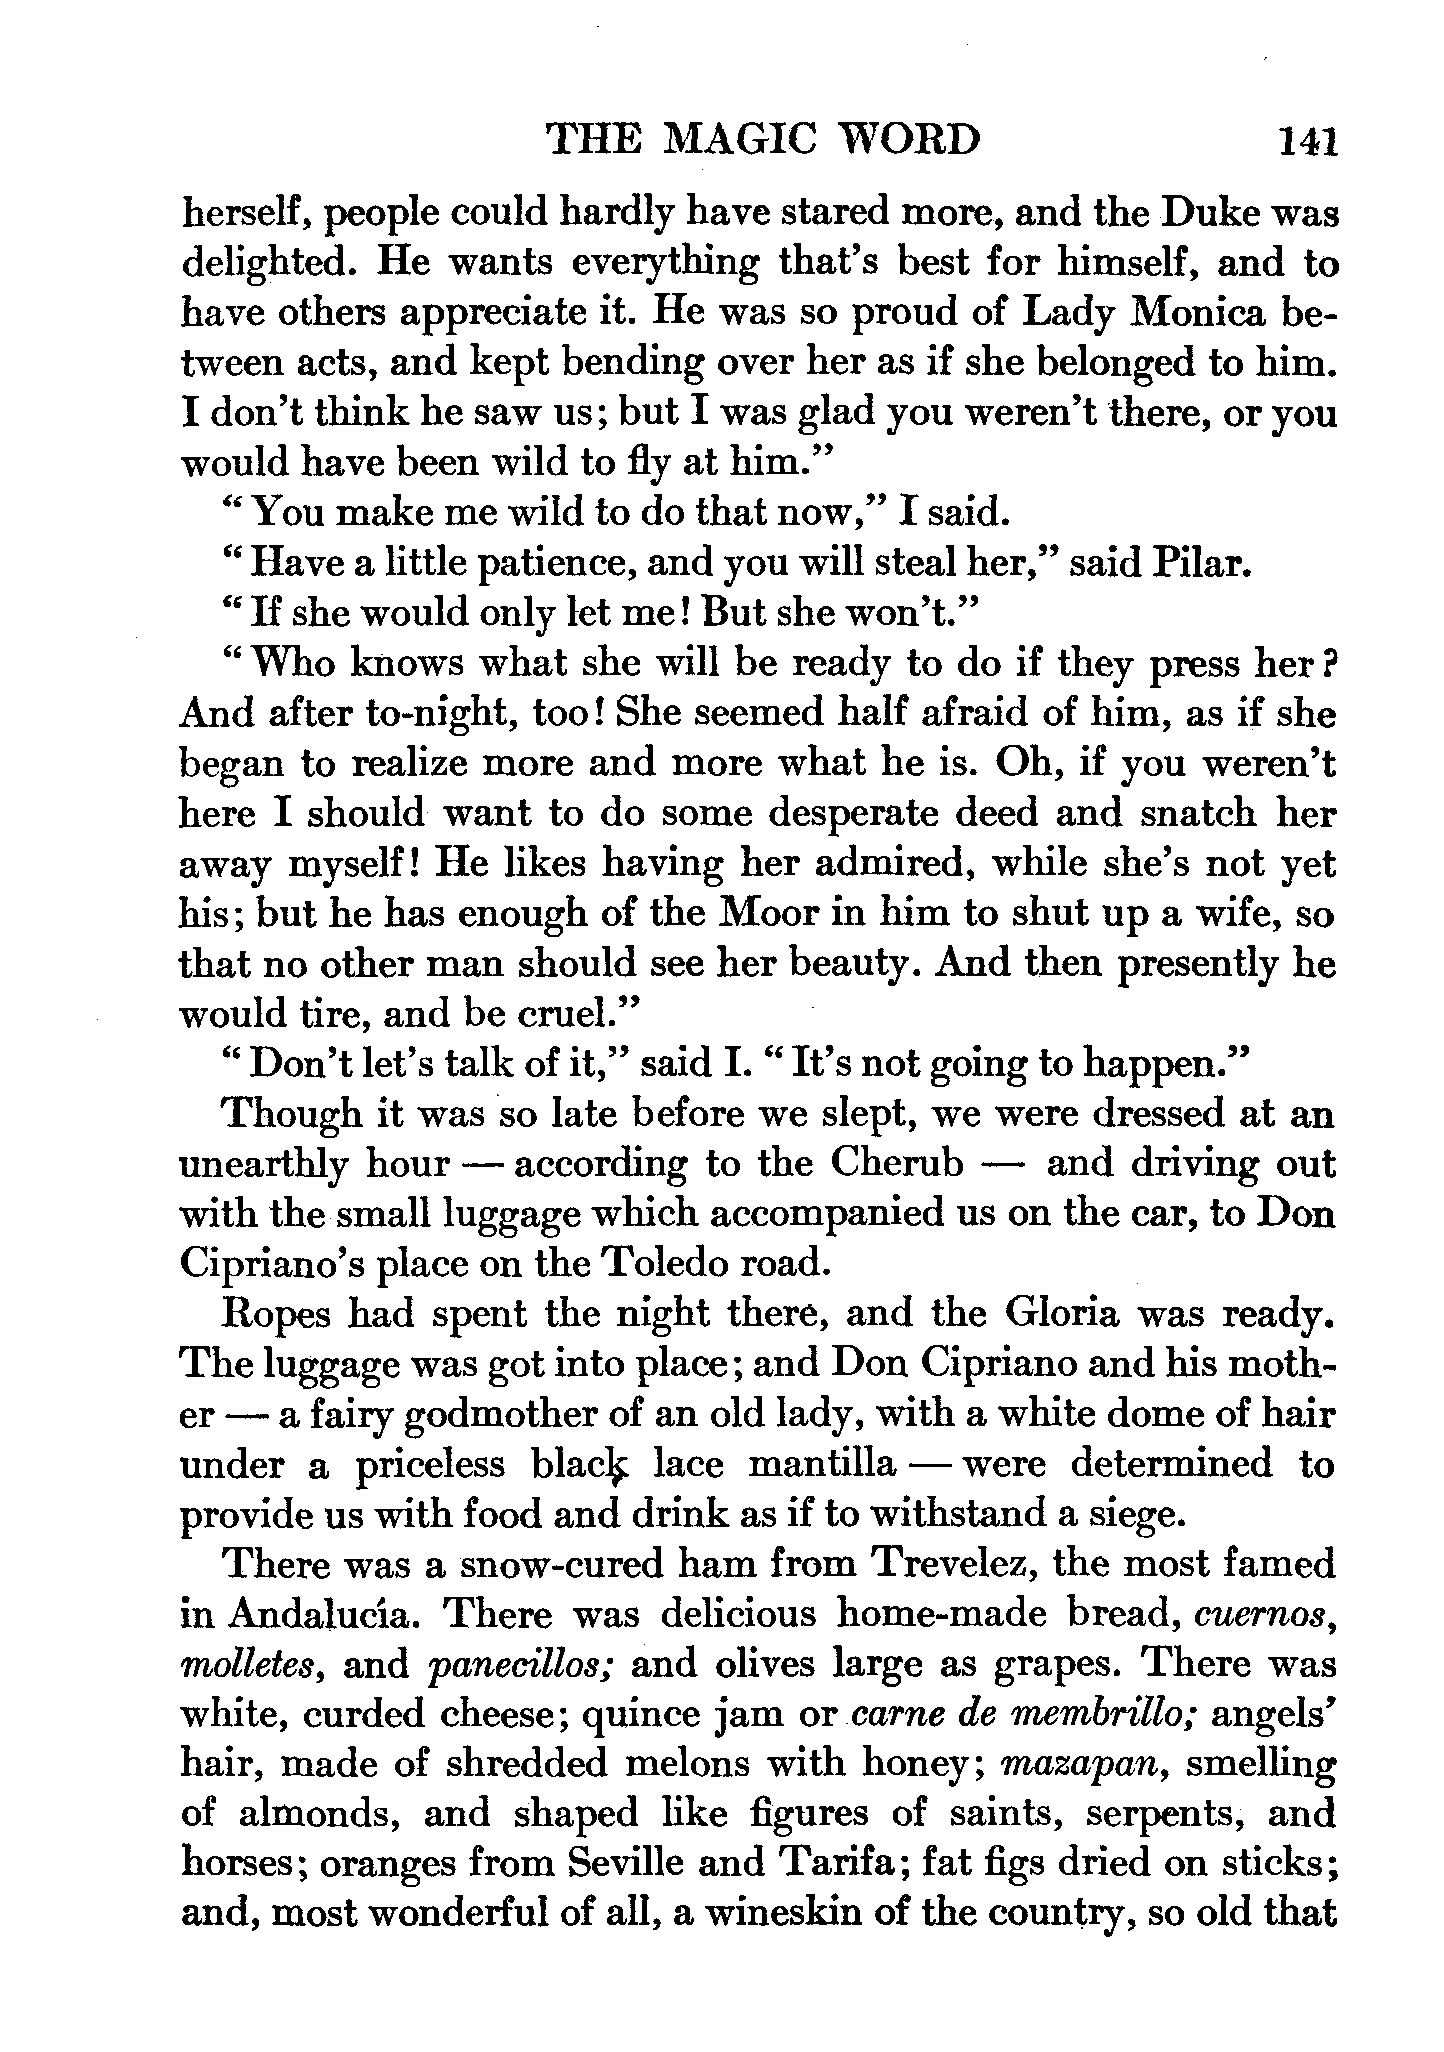 THE MAGIC WORD 141
herself, people could hardly have stared more, and the Duke was
delighted. He wants everything that's best for himself, and to
have others appreciate it. He was so proud of Lady Monica be-
tween acts, and kept bending over her as if she belonged to him.
I don't think he saw us; but I was glad you weren't there, or you
would have been wild to fly at him."
"You make me wild to do that now," I said.
"Have a little patience, and you will steal her," said Pilar.
"If she would only let me! But she won't."
"Who knows what she will be ready to do if they press her?
And after to-night, too! She seemed half afraid of him, as if she
began to realize more and more what he is. Oh, if you weren't
here I should want to do some desperate deed and snatch her
away myself! He likes having her admired, while she's not yet
his; but he has enough of the Moor in him to shut up a wife, so
that no other man should see her beauty. And then presently he
would tire, and be cruel."
"Don't let's talk of it," said I. "It's not going to happen."
Though it was so late before we slept, we were dressed at an
unearthly hour — according to the Cherub — and driving out
with the small luggage which accompanied us on the car, to Don
Cipriano's place on the Toledo road.
Ropes had spent the night there, and the Gloria was ready.
The luggage was got into place; and Don Cipriano and his moth-
er — a fairy godmother of an old lady, with a white dome of hair
under a priceless black lace mantilla — were determined to
provide us with food and drink as if to withstand a siege.
There was a snow-cured ham from Trevelez, the most famed
in Andalucía. There was delicious home-made bread, cuernos,
molletes, and panecillos; and olives large as grapes. There was
white, curded cheese; quince jam or carne de membrillo; angels'
hair, made of shredded melons with honey; mazapan, smelling
of almonds, and shaped like figures of saints, serpents, and
horses; oranges from Seville and Tarifa; fat figs dried on sticks;
and, most wonderful of all, a wineskin of the country, so old that